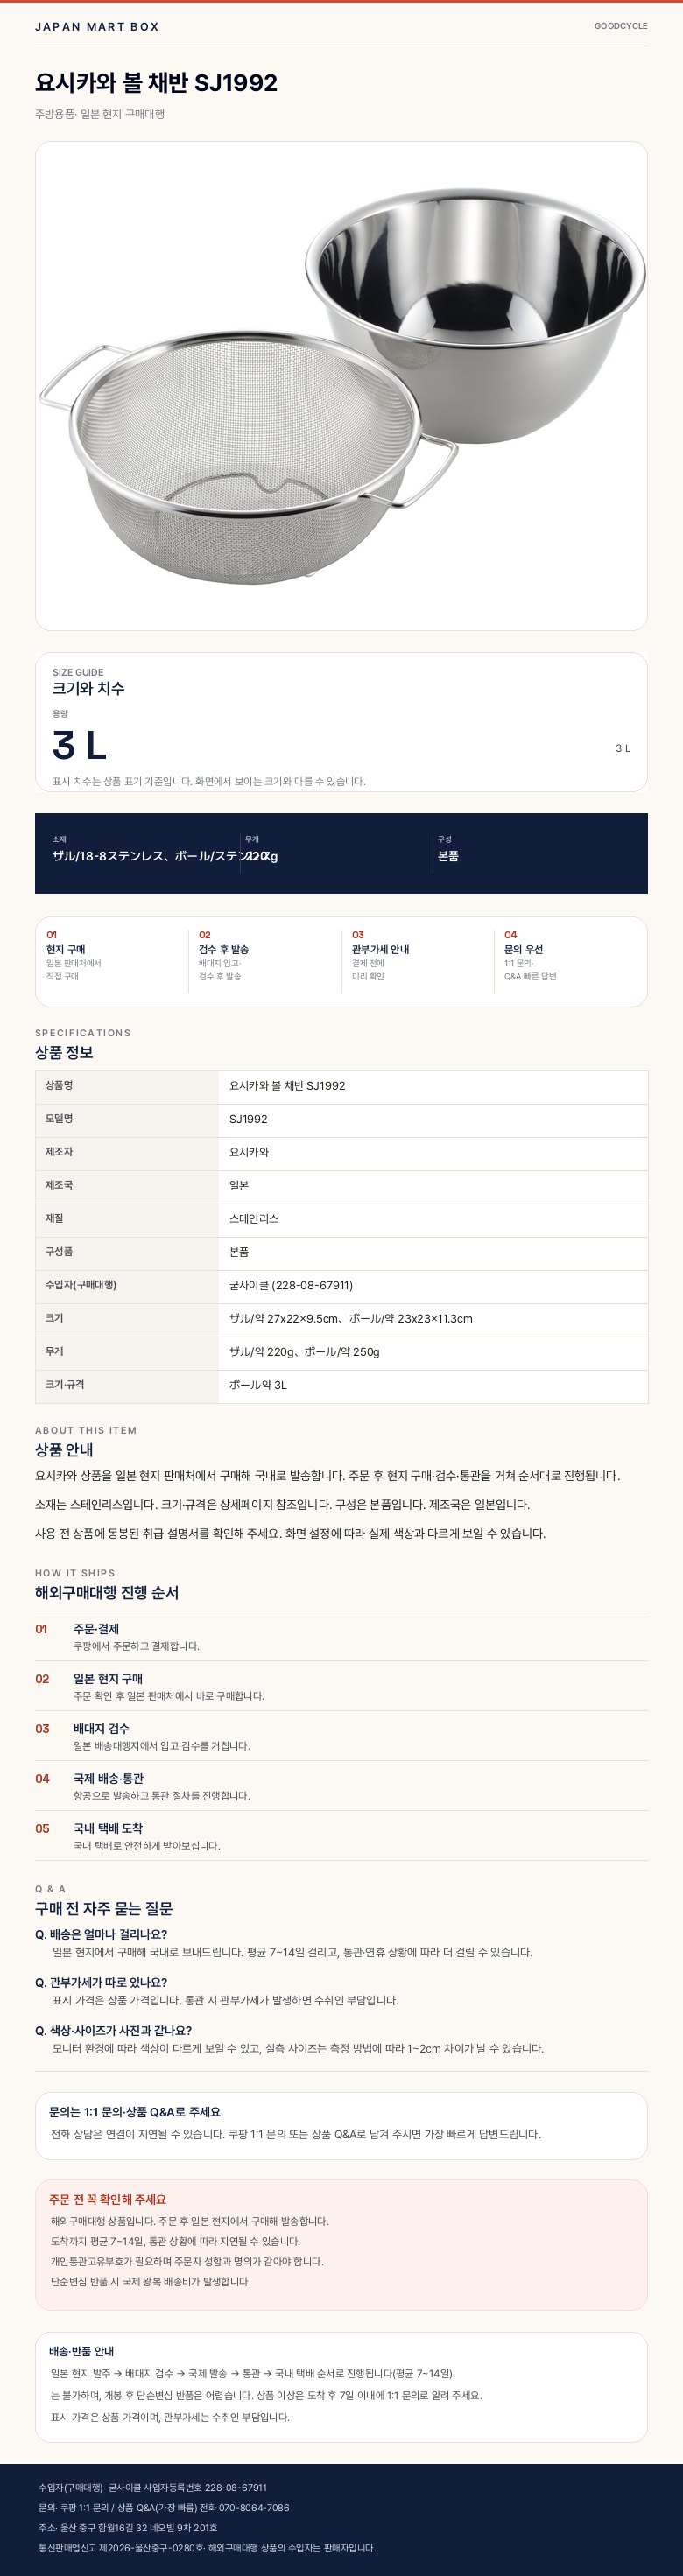 JAPAN MART BOX
GOODCYCLE
요시카와 볼 채반 SJ1992
주방용품· 일본 현지 구매대행
SIZE GUIDE
크기와 치수
용량
3 L
3 L
표시 치수는 상품 표기 기준입니다. 화면에서 보이는 크기와 다를 수 있습니다.
소재
무게
구성
ザル/18-8ステンレス、ボール/ステンレス
220g
본품
01
현지 구매
일본 판매처에서
직접 구매
02
검수 후 발송
배대지 입고·
검수 후 발송
03
관부가세 안내
결제 전에
미리 확인
04
문의 우선
1:1 문의·
Q&A 빠른 답변
SPECIFICATIONS
상품 정보
상품명 요시카와 볼 채반 SJ1992
모델명 SJ1992
제조자 요시카와
제조국 일본
재질 스테인리스
구성품 본품
수입자(구매대행) 굳사이클 (228-08-67911)
크기 ザル/약 27x22×9.5cm、ボール/약 23x23×11.3cm
무게 ザル/약 220g、ボール/약 250g
크기·규격 ボール약 3L
ABOUT THIS ITEM
상품 안내
요시카와 상품을 일본 현지 판매처에서 구매해 국내로 발송합니다. 주문 후 현지 구매·검수·통관을 거쳐 순서대로 진행됩니다.
소재는 스테인리스입니다. 크기·규격은 상세페이지 참조입니다. 구성은 본품입니다. 제조국은 일본입니다.
사용 전 상품에 동봉된 취급 설명서를 확인해 주세요. 화면 설정에 따라 실제 색상과 다르게 보일 수 있습니다.
HOW IT SHIPS
해외구매대행 진행 순서
01 주문·결제
쿠팡에서 주문하고 결제합니다.
02 일본 현지 구매
주문 확인 후 일본 판매처에서 바로 구매합니다.
03 배대지 검수
일본 배송대행지에서 입고·검수를 거칩니다.
04 국제 배송·통관
항공으로 발송하고 통관 절차를 진행합니다.
05 국내 택배 도착
국내 택배로 안전하게 받아보십니다.
Q & A
구매 전 자주 묻는 질문
Q. 배송은 얼마나 걸리나요?
일본 현지에서 구매해 국내로 보내드립니다. 평균 7~14일 걸리고, 통관·연휴 상황에 따라 더 걸릴 수 있습니다.
Q. 관부가세가 따로 있나요?
표시 가격은 상품 가격입니다. 통관 시 관부가세가 발생하면 수취인 부담입니다.
Q. 색상·사이즈가 사진과 같나요?
모니터 환경에 따라 색상이 다르게 보일 수 있고, 실측 사이즈는 측정 방법에 따라 1~2cm 차이가 날 수 있습니다.
문의는 1:1 문의·상품 Q&A로 주세요
전화 상담은 연결이 지연될 수 있습니다. 쿠팡 1:1 문의 또는 상품 Q&A로 남겨 주시면 가장 빠르게 답변드립니다.
주문 전 꼭 확인해 주세요
해외구매대행 상품입니다. 주문 후 일본 현지에서 구매해 발송합니다.
도착까지 평균 7~14일, 통관 상황에 따라 지연될 수 있습니다.
개인통관고유부호가 필요하며 주문자 성함과 명의가 같아야 합니다.
단순변심 반품 시 국제 왕복 배송비가 발생합니다.
배송·반품 안내
일본 현지 발주 → 배대지 검수 → 국제 발송 → 통관 → 국내 택배 순서로 진행됩니다(평균 7~14일).
는 불가하며, 개봉 후 단순변심 반품은 어렵습니다. 상품 이상은 도착 후 7일 이내에 1:1 문의로 알려 주세요.
표시 가격은 상품 가격이며, 관부가세는 수취인 부담입니다.
수입자(구매대행)· 굳사이클 사업자등록번호 228-08-67911
문의· 쿠팡 1:1 문의 / 상품 Q&A(가장 빠름) 전화 070-8064-7086
주소· 울산 중구 함월16길 32 네오빌 9차 201호
통신판매업신고 제2026-울산중구-0280호· 해외구매대행 상품의 수입자는 판매자입니다.